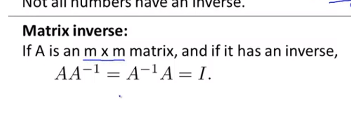 Not all numbers have an inverse.
Matrix inverse:
If A is an m x m matrix, and if it has an inverse,
AA⁻¹ = A⁻¹A = I.